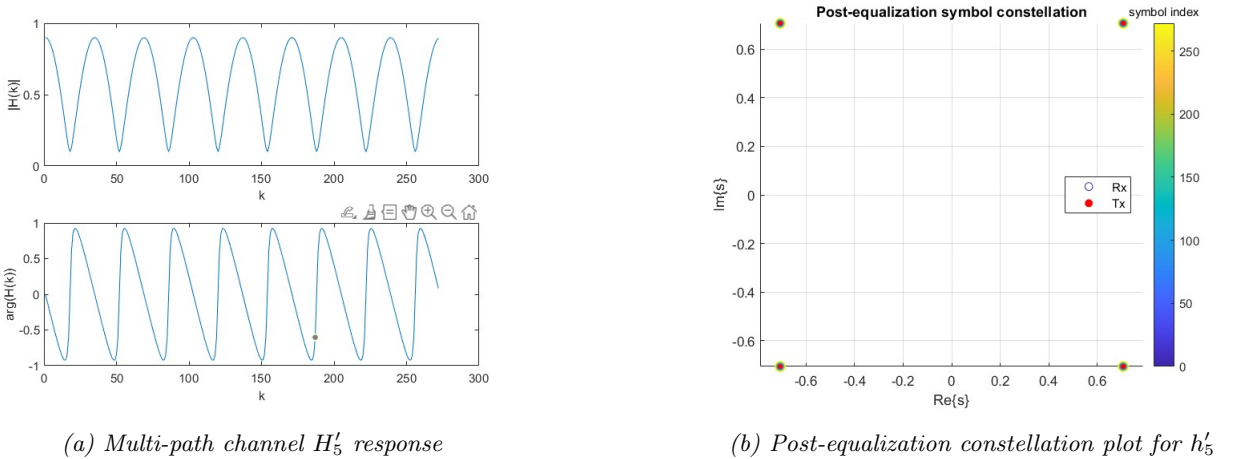 1
0.5
0
|H(k)|
0 50 100 150 200 250 300
k
1
0.5
0
-0.5
-1
arg(H(k))
0 50 100 150 200 250 300
k
(a) Multi-path channel H′₅ response
Post-equalization symbol constellation
symbol index
0.6
0.4
0.2
0
-0.2
-0.4
-0.6
Im{s}
Rx
Tx
-0.6 -0.4 -0.2 0 0.2 0.4 0.6
Re{s}
250
200
150
100
50
0
(b) Post-equalization constellation plot for h′₅